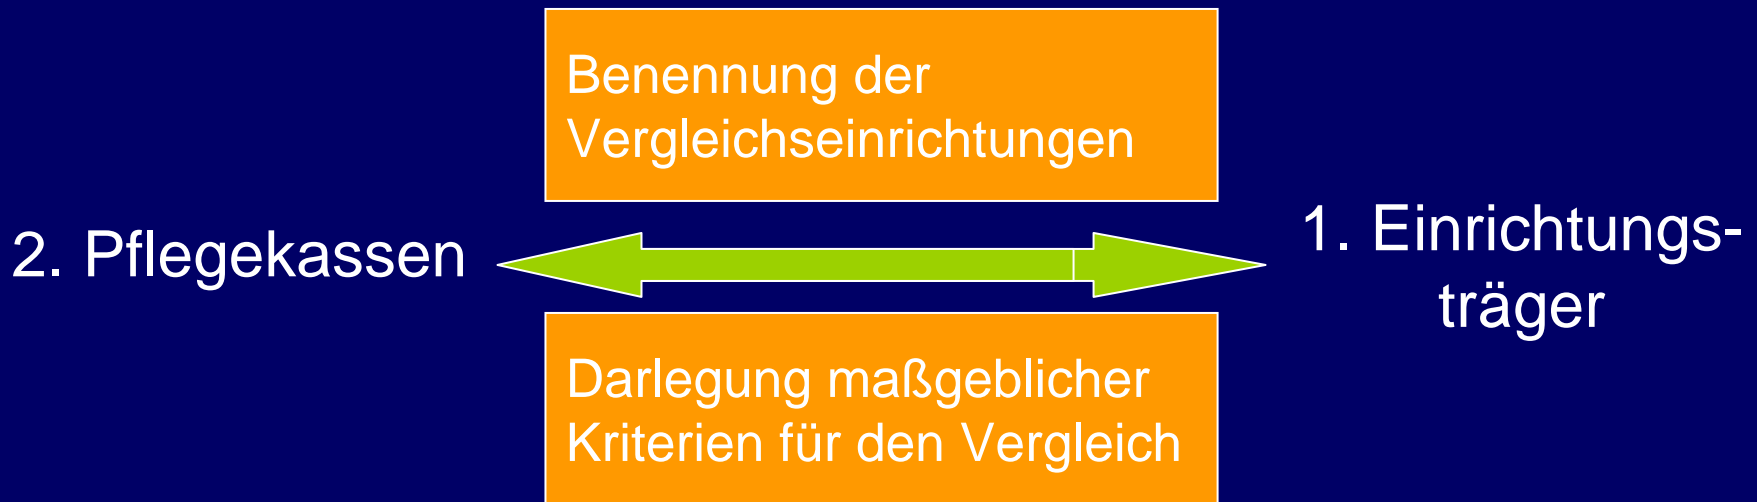 Benennung der
Vergleichseinrichtungen
2. Pflegekassen
1. Einrichtungs-
träger
Darlegung maßgeblicher
Kriterien für den Vergleich